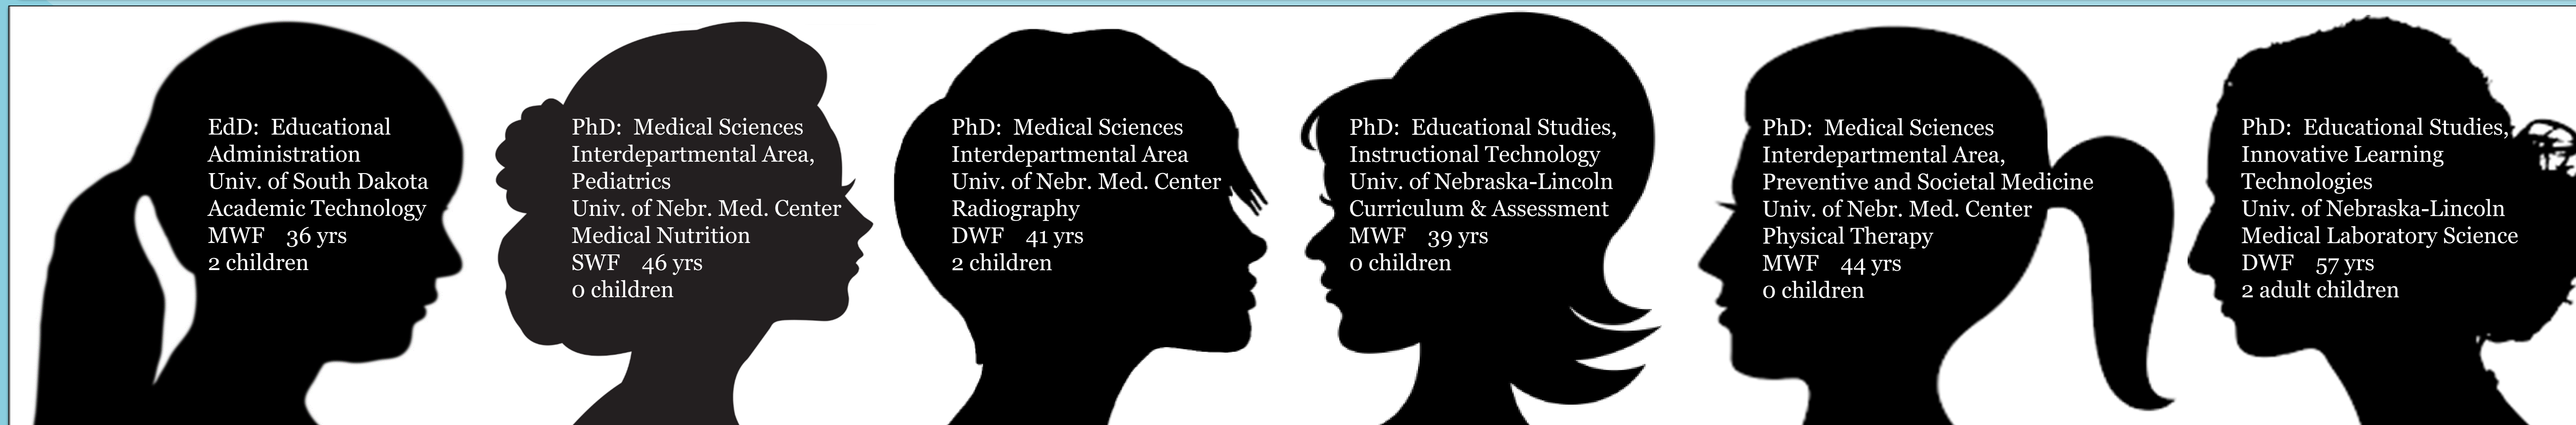 EdD:  Educational
Administration
Univ. of South Dakota
Academic Technology
MWF    36 yrs
2 children
PhD:  Medical Sciences
Interdepartmental Area,
Pediatrics
Univ. of Nebr. Med. Center
Medical Nutrition
SWF    46 yrs
0 children
PhD:  Medical Sciences
Interdepartmental Area
Univ. of Nebr. Med. Center
Radiography
DWF    41 yrs
2 children
PhD:  Educational Studies,
Instructional Technology
Univ. of Nebraska-Lincoln
Curriculum & Assessment
MWF    39 yrs
0 children
PhD:  Medical Sciences
Interdepartmental Area,
Preventive and Societal Medicine
Univ. of Nebr. Med. Center
Physical Therapy
MWF    44 yrs
0 children
PhD:  Educational Studies,
Innovative Learning
Technologies
Univ. of Nebraska-Lincoln
Medical Laboratory Science
DWF    57 yrs
2 adult children